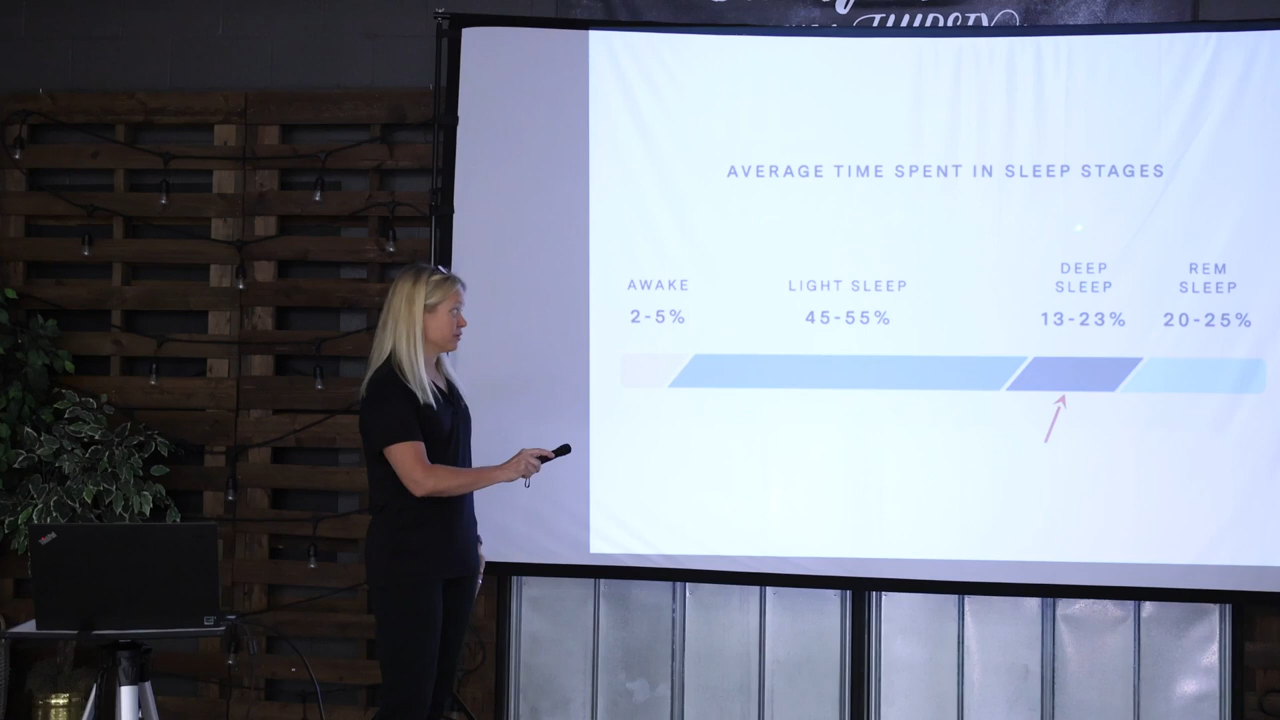 THIRSTY
AVERAGE TIME SPENT IN SLEEP STAGES
AWAKE
2-5%
LIGHT SLEEP
45-55%
DEEP
SLEEP
13-23%
REM
SLEEP
20-25%